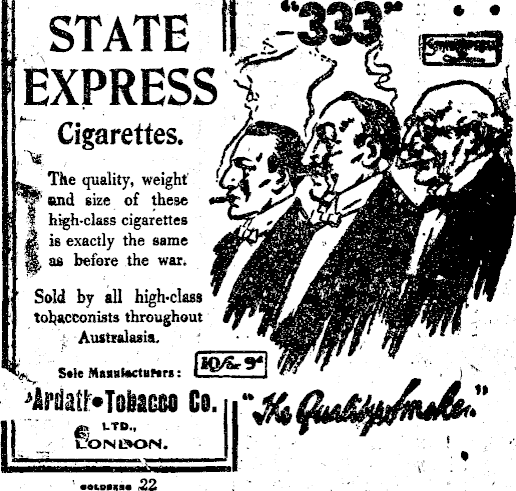 STATE
EXPRESS
Cigarettes.
The quality, weight
and size of these
high-class cigarettes
is exactly the same
as before the war.
Sold by all high-class
tobacconists throughout
Australasia.
Sole Manufacturers:
Ardath Tobacco Co.
LTD.,
LONDON.
"333"
10 for 9d
"The Quality Smoke."
GOLDBERG 22